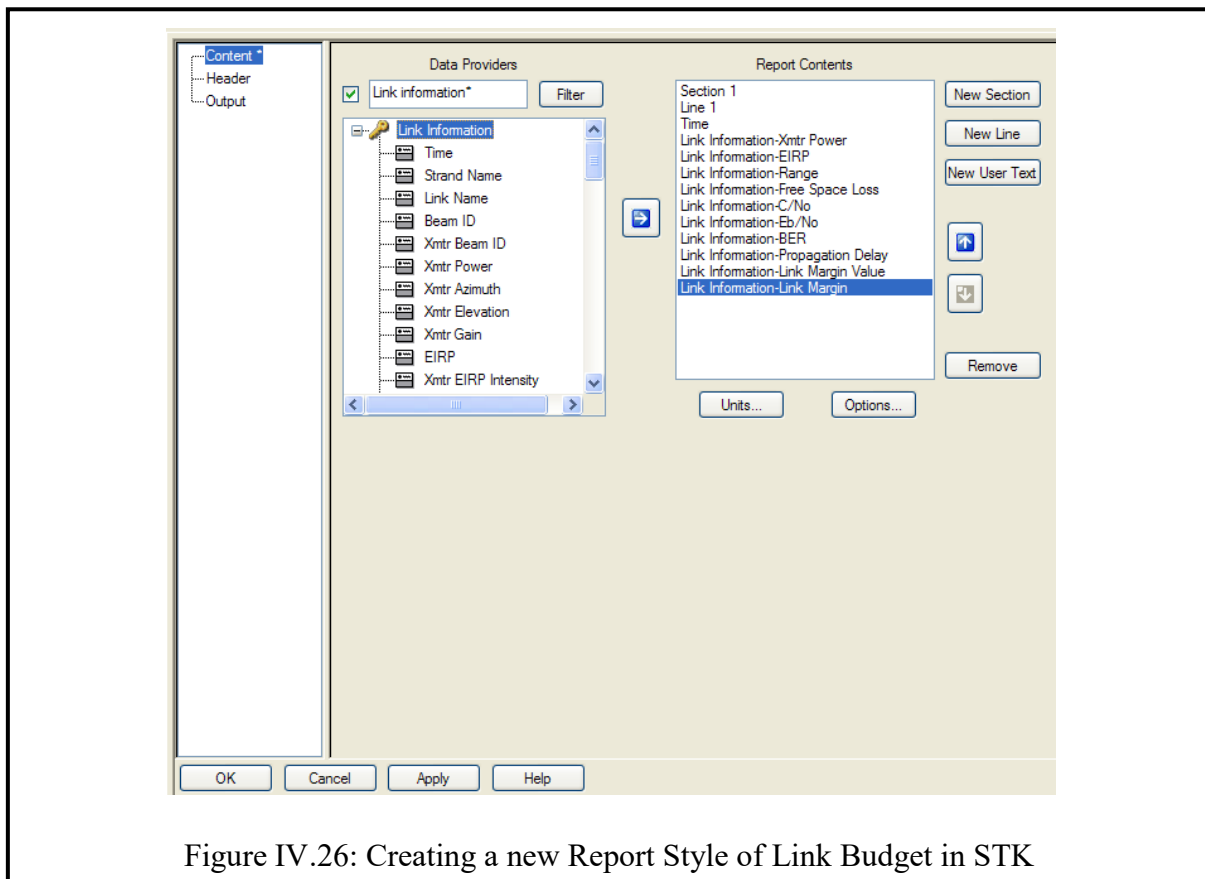 Content *
Header
Output
Data Providers
Link information*
Filter
Link Information
Time
Strand Name
Link Name
Beam ID
Xmtr Beam ID
Xmtr Power
Xmtr Azimuth
Xmtr Elevation
Xmtr Gain
EIRP
Xmtr EIRP Intensity
Report Contents
Section 1
Line 1
Time
Link Information-Xmtr Power
Link Information-EIRP
Link Information-Range
Link Information-Free Space Loss
Link Information-C/No
Link Information-Eb/No
Link Information-BER
Link Information-Propagation Delay
Link Information-Link Margin Value
Link Information-Link Margin
New Section
New Line
New User Text
Remove
Units...
Options...
OK
Cancel
Apply
Help
Figure IV.26: Creating a new Report Style of Link Budget in STK